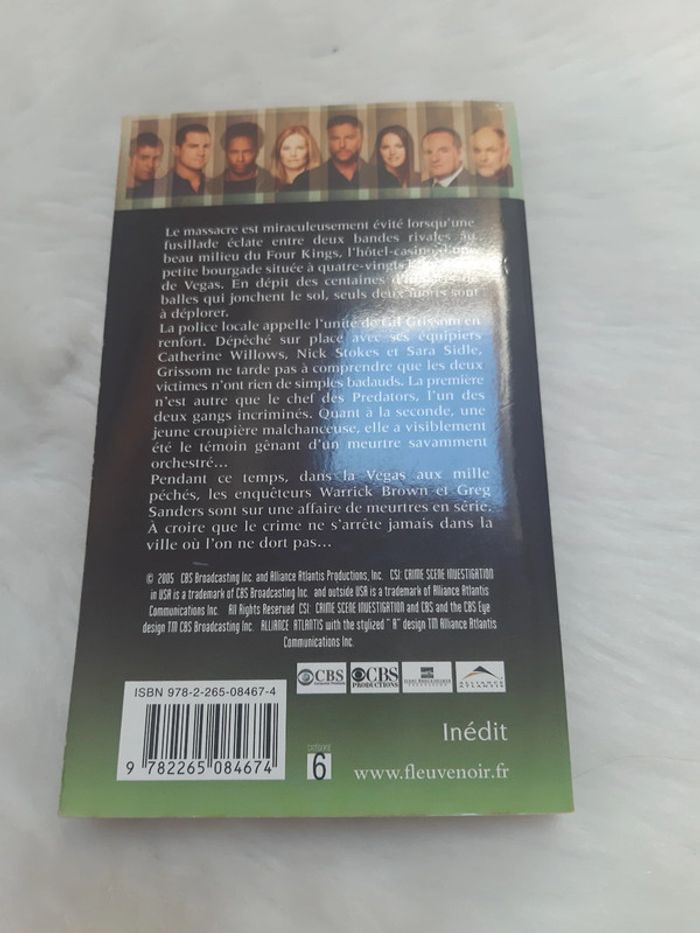 Le massacre est miraculeusement évité lorsqu'une
fusillade éclate entre deux bandes rivales au
beau milieu du Four Kings, l'hôtel-casino d'une
petite bourgade située à quatre-vingts
de Vegas. En dépit des centaines
balles qui jonchent le sol, seuls deux morts sont
à déplorer.
La police locale appelle l'unité de Gil Grissom en
renfort. Dépêché sur place avec ses équipiers
Catherine Willows, Nick Stokes et Sara Sidle,
Grissom ne tarde pas à comprendre que les deux
victimes n'ont rien de simples badauds. La première
n'est autre que le chef des Predators, l'un des
deux gangs incriminés. Quant à la seconde, une
jeune croupière malchanceuse, elle a visiblement
été le témoin gênant d'un meurtre savamment
orchestré...
Pendant ce temps, dans la Vegas aux mille
péchés, les enquêteurs Warrick Brown et Greg
Sanders sont sur une affaire de meurtres en série.
À croire que le crime ne s'arrête jamais dans la
ville où l'on ne dort pas...
© 2005 CBS Broadcasting Inc. and Alliance Atlantis Productions, Inc. CSI: CRIME SCENE INVESTIGATION
in USA is a trademark of CBS Broadcasting Inc. and outside USA is a trademark of Alliance Atlantis
Communications Inc. All Rights Reserved CSI: CRIME SCENE INVESTIGATION and CBS and the CBS Eye
design TM CBS Broadcasting Inc. ALLIANCE ATLANTIS with the stylized "A" design TM Alliance Atlantis
Communications Inc.
CBS
CBS PRODUCTIONS
ALLIANCE ATLANTIS
ISBN 978-2-265-08467-4
9 782265 084674
CATÉGORIE
6
Inédit
www.fleuvenoir.fr